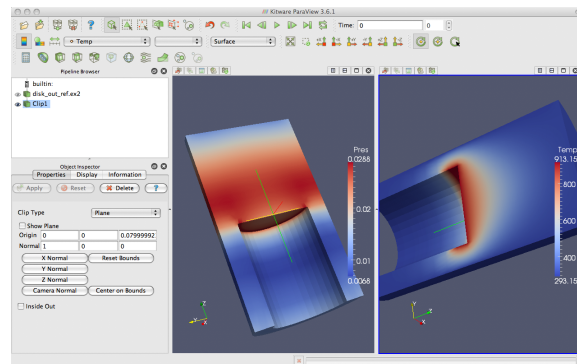 Kitware ParaView 3.6.1
Time: 0 0
Temp Surface
Pipeline Browser
builtin:
disk_out_ref.ex2
Clip1
Object Inspector
Properties Display Information
Apply Reset Delete ?
Clip Type Plane
Show Plane
Origin 0 0 0.07999992
Normal 1 0 0
X Normal Reset Bounds
Y Normal
Z Normal
Camera Normal Center on Bounds
Inside Out
Pres
0.0288
0.02
0.01
0.0068
Z
Y X
Temp
913.15
800
600
400
293.15
Y
Z